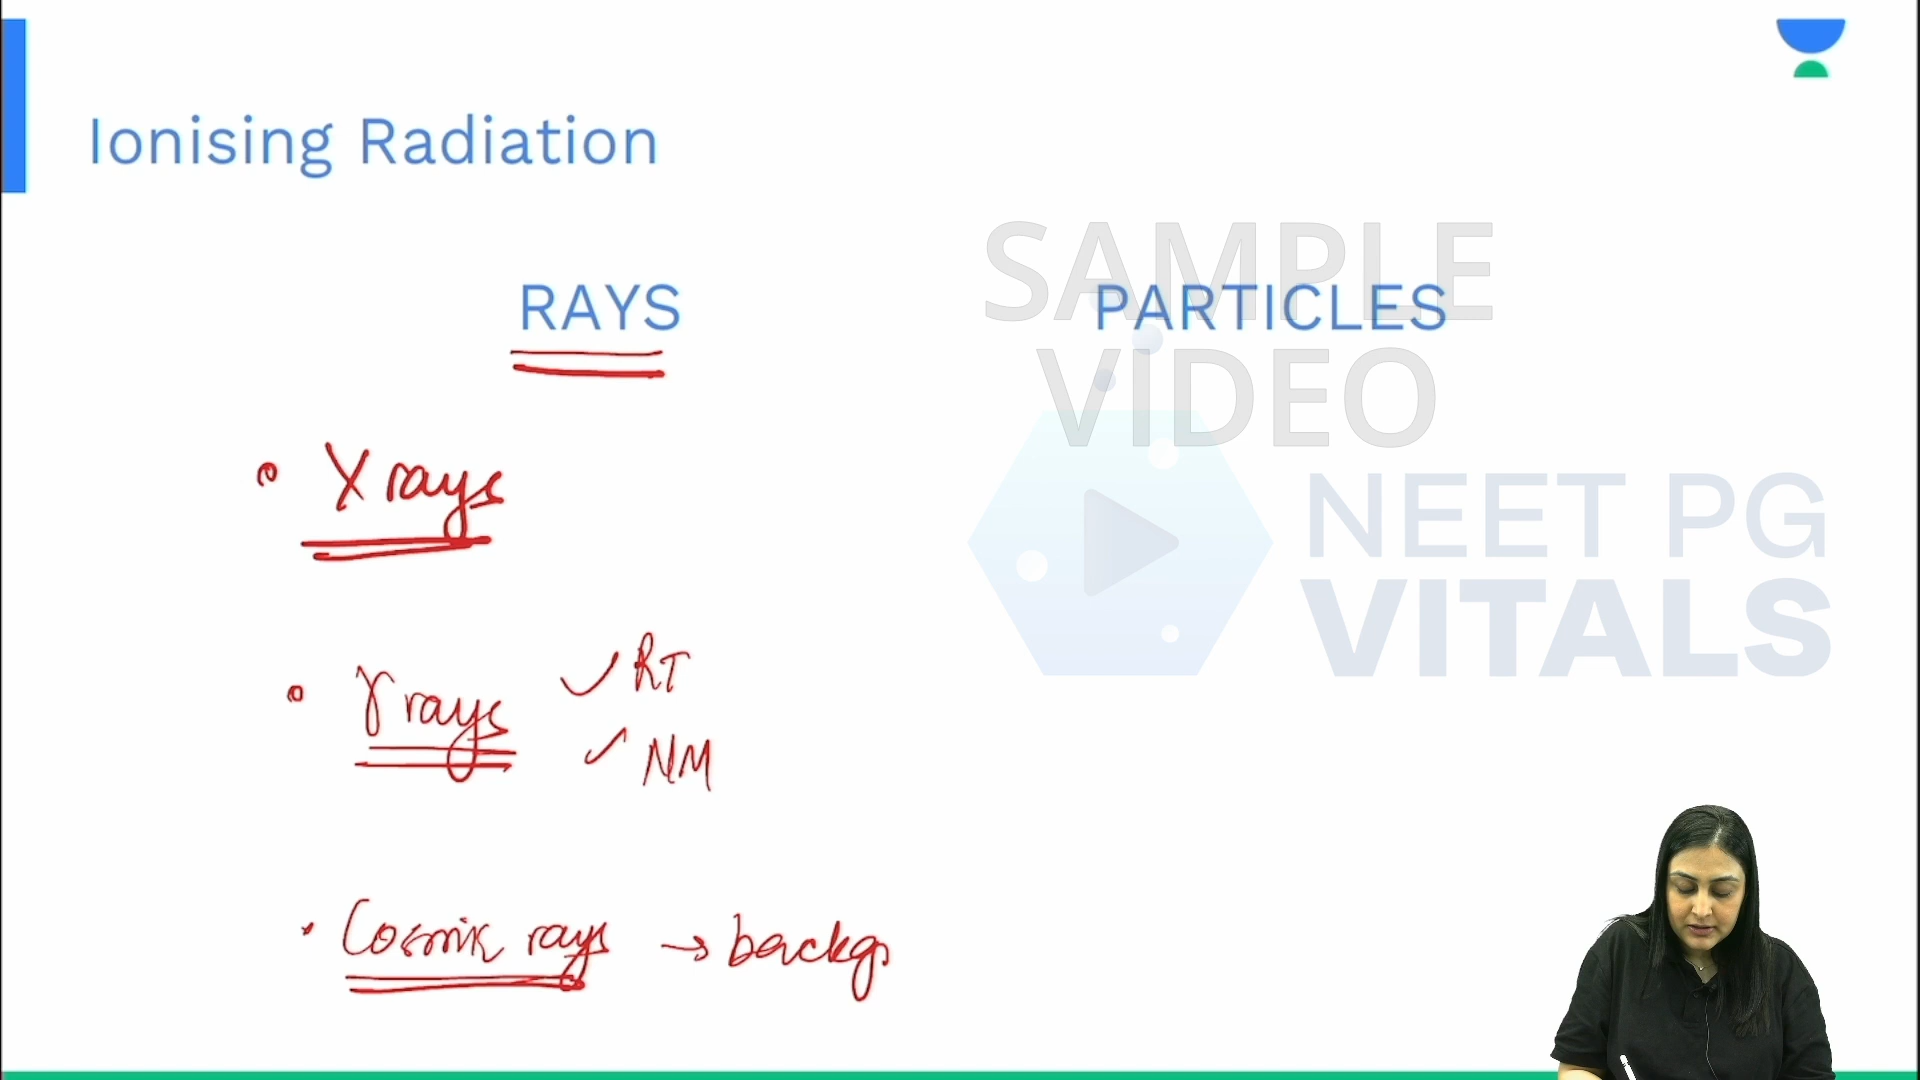 Ionising Radiation
RAYS
PARTICLES
SAMPLE
VIDEO
NEET PG
VITALS
X rays
γ rays
RT
NM
Cosmic rays → backg